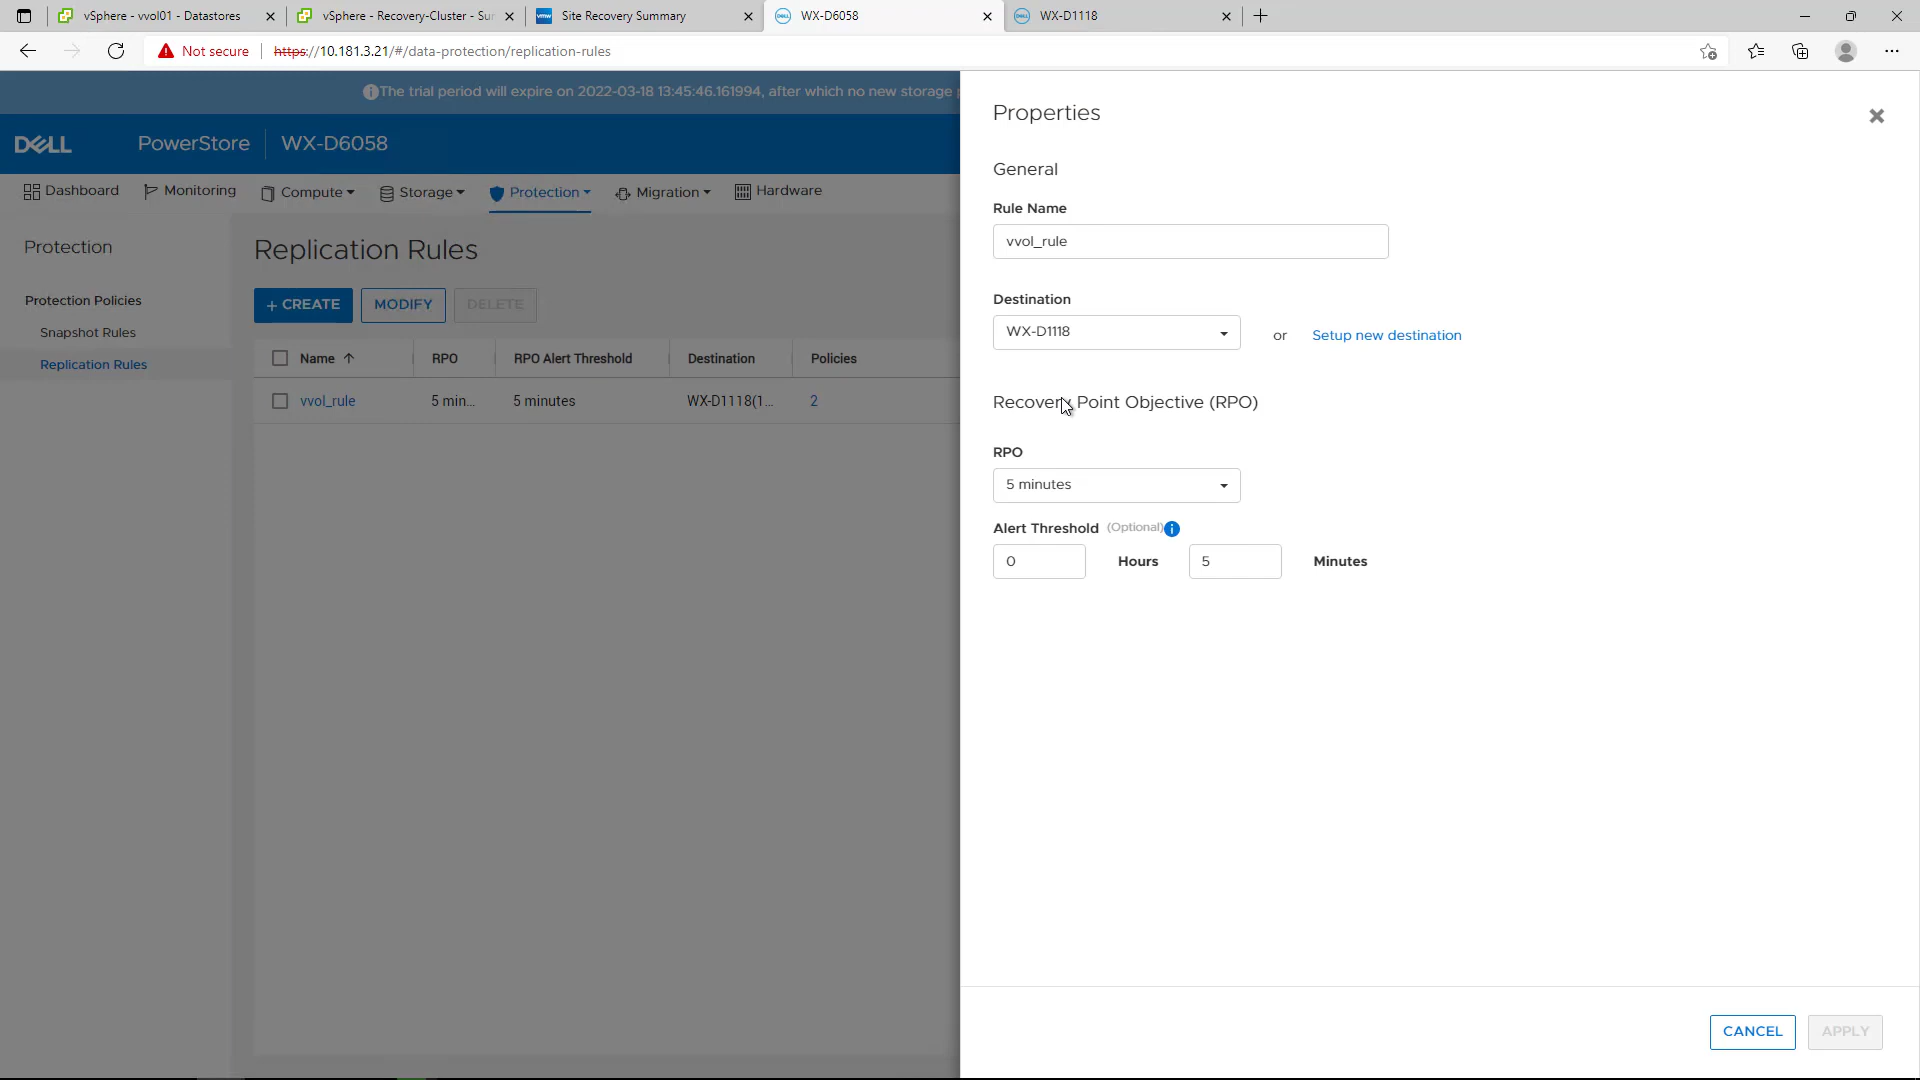 vSphere - vvol01 - Datastores
vSphere - Recovery-Cluster - Sur
vmw Site Recovery Summary
WX-D6058
WX-D1118
Not secure https://10.181.3.21/#/data-protection/replication-rules
The trial period will expire on 2022-03-18 13:45:46.161994, after which no new storage
DELL PowerStore WX-D6058
Dashboard Monitoring Compute Storage Protection Migration Hardware
Protection
Protection Policies
Snapshot Rules
Replication Rules
Replication Rules
+ CREATE MODIFY DELETE
Name RPO RPO Alert Threshold Destination Policies
vvol_rule 5 min... 5 minutes WX-D1118(1... 2
Properties
General
Rule Name
vvol_rule
Destination
WX-D1118 or Setup new destination
Recovery Point Objective (RPO)
RPO
5 minutes
Alert Threshold (Optional) i
0 Hours 5 Minutes
CANCEL APPLY